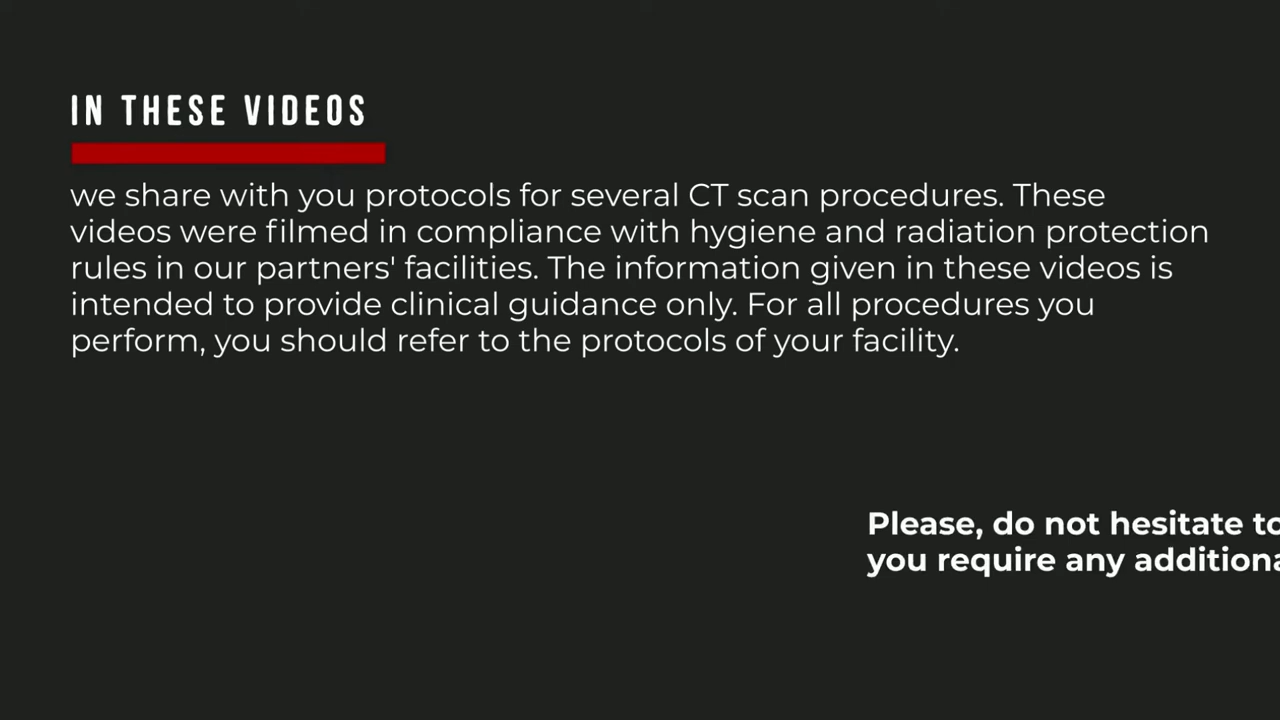 IN THESE VIDEOS
we share with you protocols for several CT scan procedures. These
videos were filmed in compliance with hygiene and radiation protection
rules in our partners' facilities. The information given in these videos is
intended to provide clinical guidance only. For all procedures you
perform, you should refer to the protocols of your facility.
Please, do not hesitate to
you require any additiona